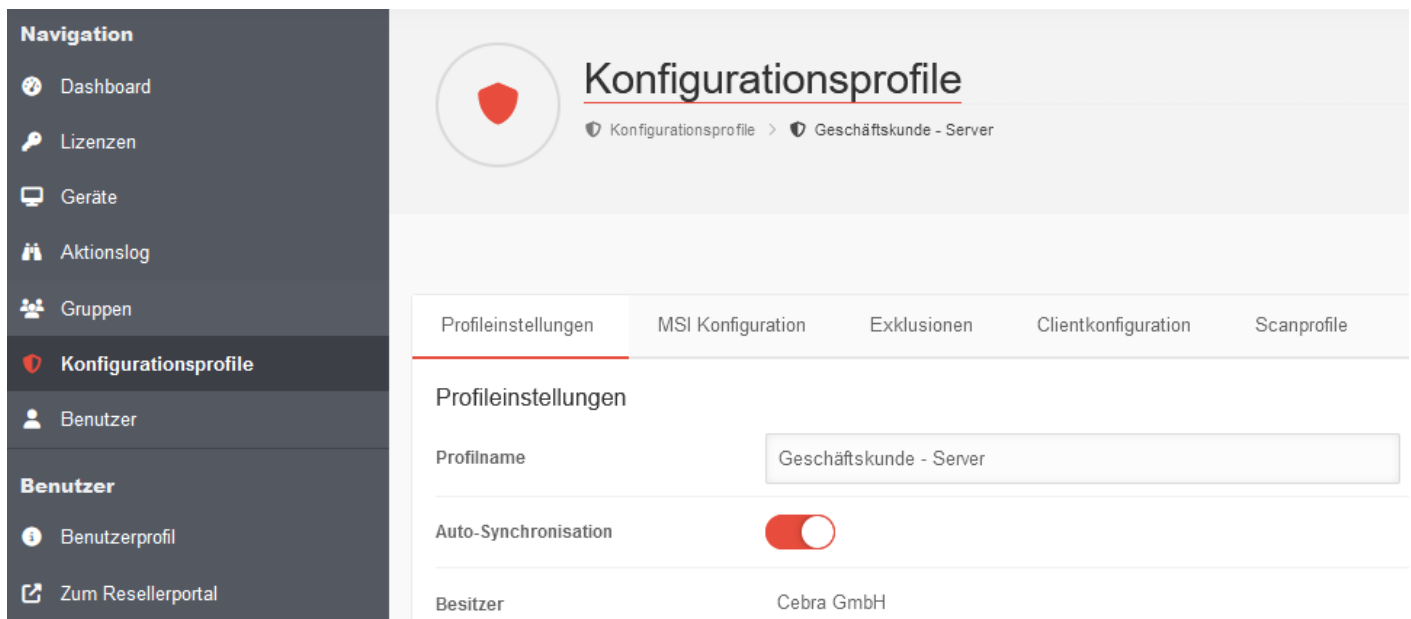 Navigation
Dashboard
Lizenzen
Geräte
Aktionslog
Gruppen
Konfigurationsprofile
Benutzer
Benutzer
Benutzerprofil
Zum Resellerportal
Konfigurationsprofile
Konfigurationsprofile > Geschäftskunde - Server
Profileinstellungen MSI Konfiguration Exklusionen Clientkonfiguration Scanprofile
Profileinstellungen
Profilname Geschäftskunde - Server
Auto-Synchronisation
Besitzer Cebra GmbH